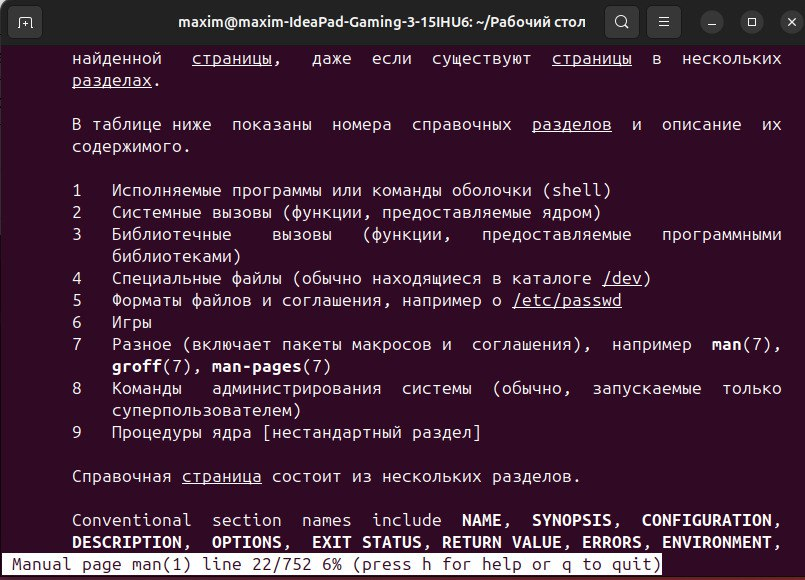 maxim@maxim-IdeaPad-Gaming-3-15IHU6: ~/Рабочий стол
найденной страницы, даже если существуют страницы в нескольких
разделах.
В таблице ниже показаны номера справочных разделов и описание их
содержимого.
1 Исполняемые программы или команды оболочки (shell)
2 Системные вызовы (функции, предоставляемые ядром)
3 Библиотечные вызовы (функции, предоставляемые программными
библиотеками)
4 Специальные файлы (обычно находящиеся в каталоге /dev)
5 Форматы файлов и соглашения, например о /etc/passwd
6 Игры
7 Разное (включает пакеты макросов и соглашения), например man(7),
groff(7), man-pages(7)
8 Команды администрирования системы (обычно, запускаемые только
суперпользователем)
9 Процедуры ядра [нестандартный раздел]
Справочная страница состоит из нескольких разделов.
Conventional section names include NAME, SYNOPSIS, CONFIGURATION,
DESCRIPTION, OPTIONS, EXIT STATUS, RETURN VALUE, ERRORS, ENVIRONMENT,
Manual page man(1) line 22/752 6% (press h for help or q to quit)